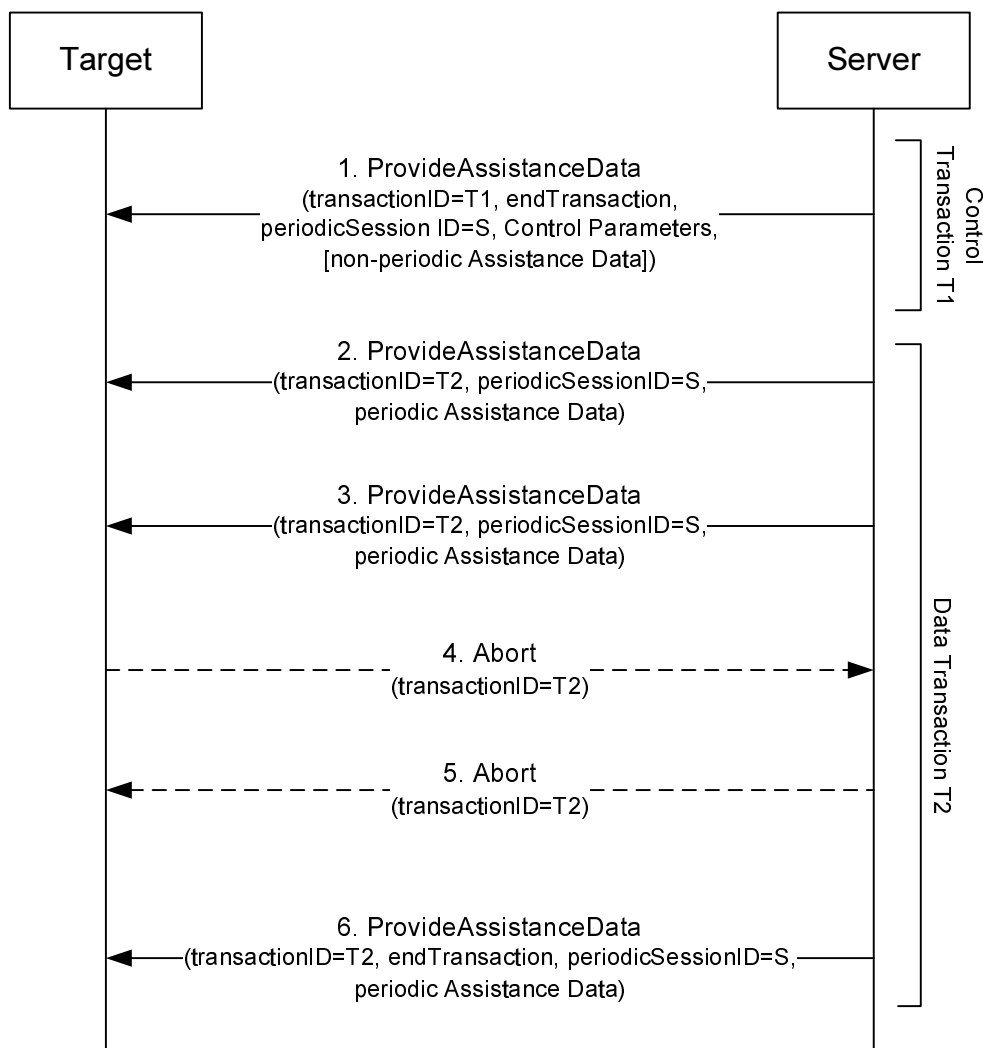 Target
Server
1. ProvideAssistanceData
(transactionID=T1, endTransaction,
periodicSession ID=S, Control Parameters,
[non-periodic Assistance Data])
Control
Transaction T1
2. ProvideAssistanceData
(transactionID=T2, periodicSessionID=S,
periodic Assistance Data)
3. ProvideAssistanceData
(transactionID=T2, periodicSessionID=S,
periodic Assistance Data)
4. Abort
(transactionID=T2)
5. Abort
(transactionID=T2)
Data Transaction T2
6. ProvideAssistanceData
(transactionID=T2, endTransaction, periodicSessionID=S,
periodic Assistance Data)